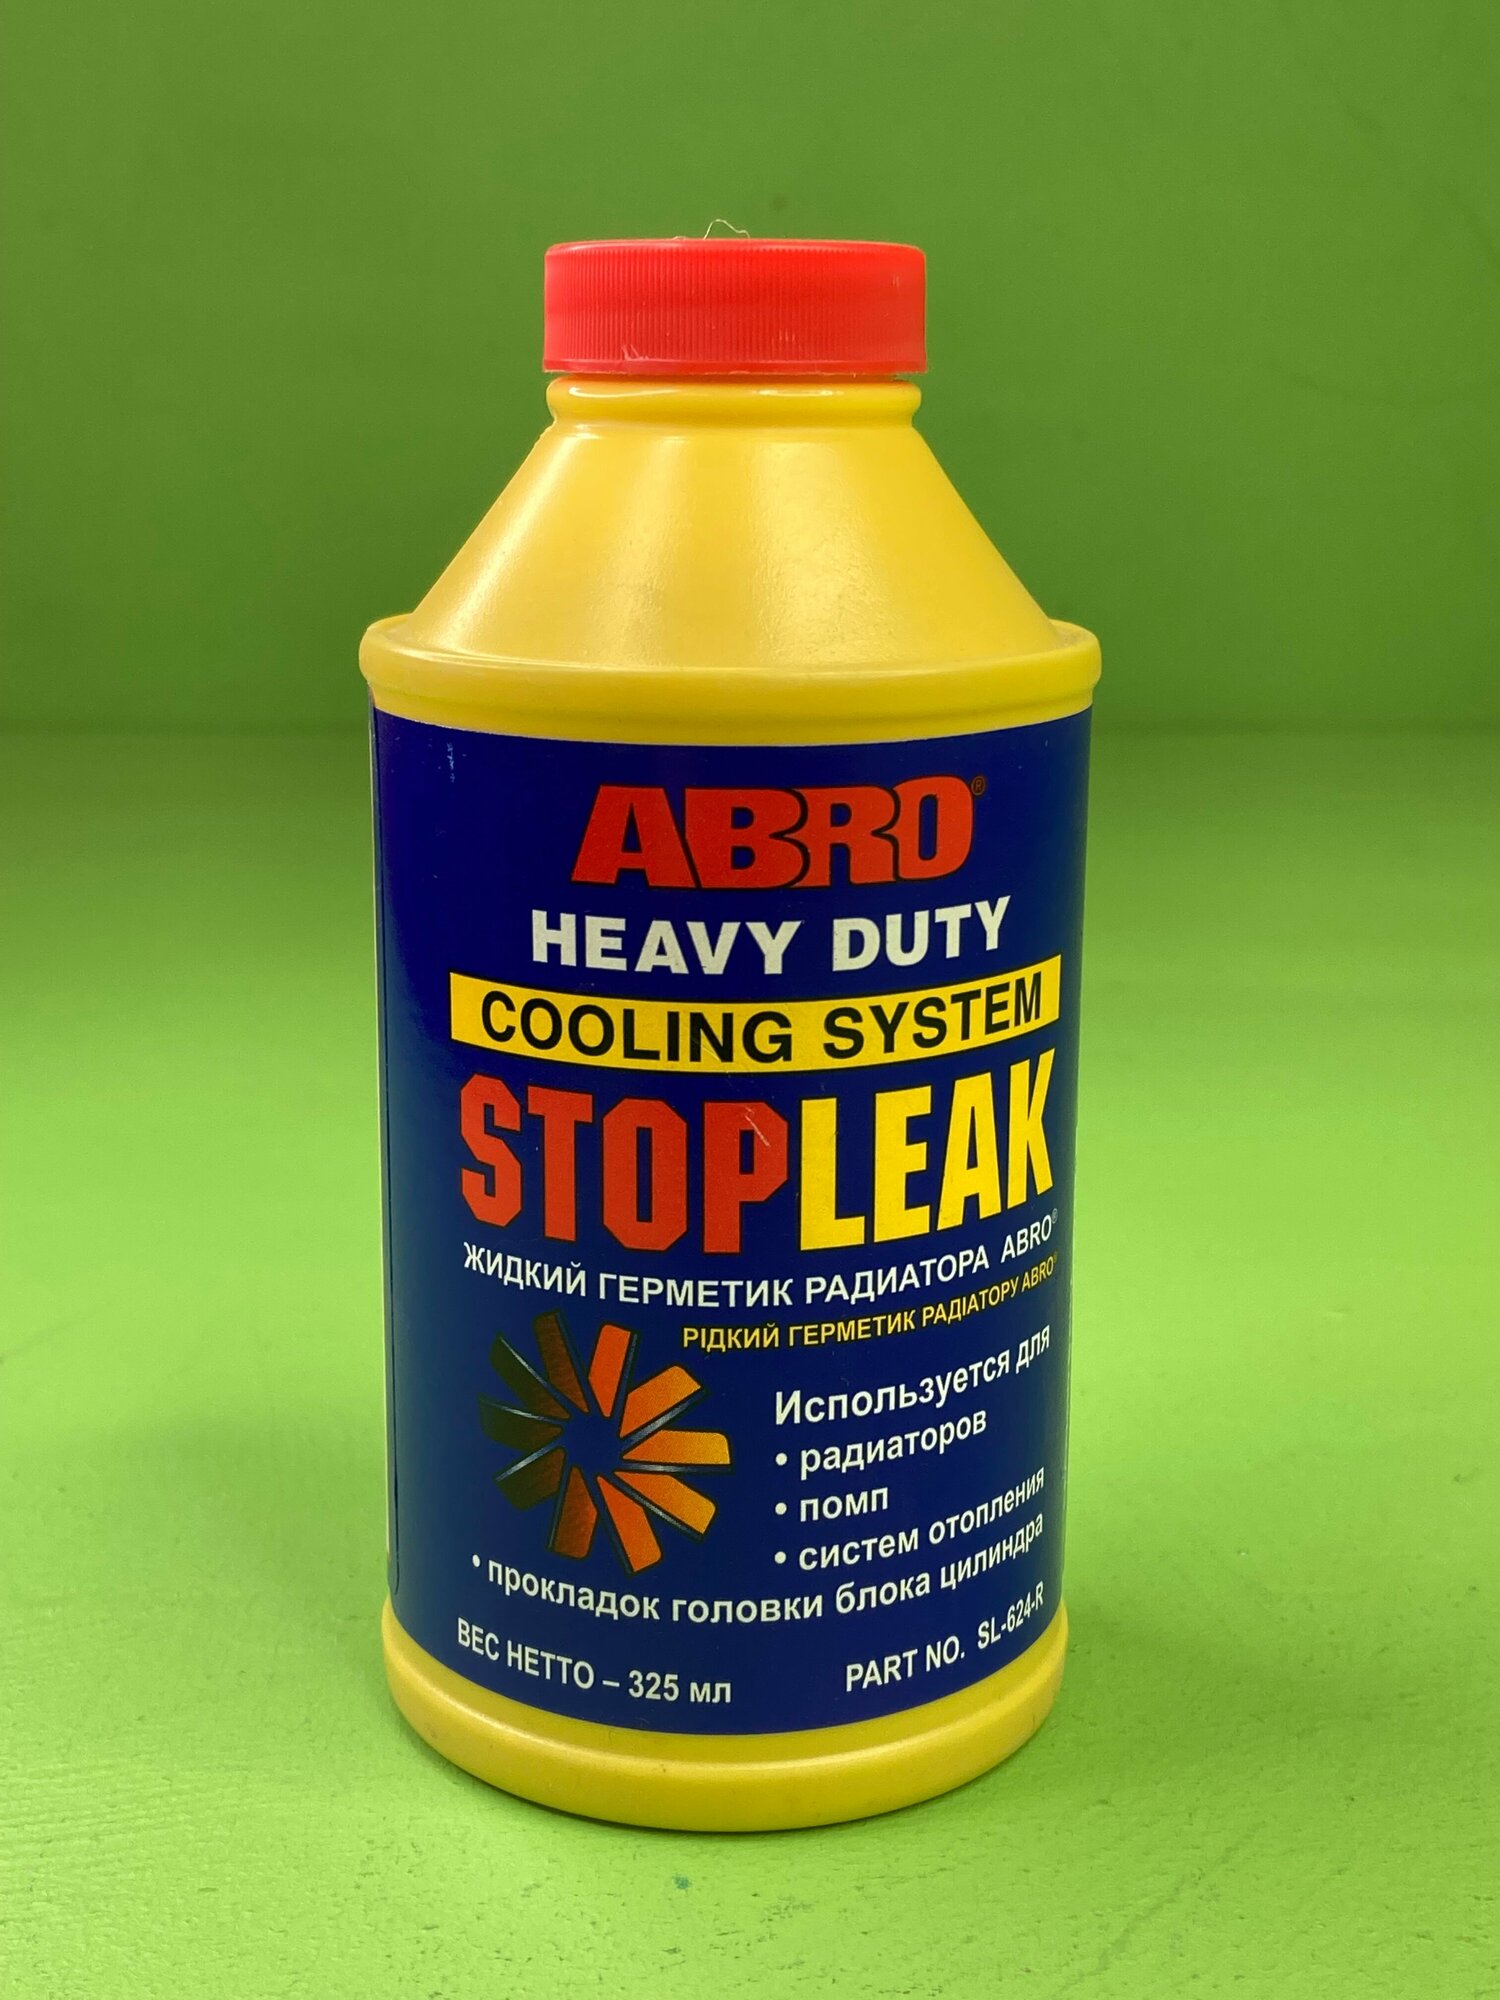 ABRO®
HEAVY DUTY
COOLING SYSTEM
STOPLEAK
ЖИДКИЙ ГЕРМЕТИК РАДИАТОРА ABRO®
РІДКИЙ ГЕРМЕТИК РАДІАТОРУ ABRO®
Используется для
• радиаторов
• помп
• систем отопления
• прокладок головки блока цилиндра
ВЕС НЕТТО – 325 мл
PART NO. SL-624-R